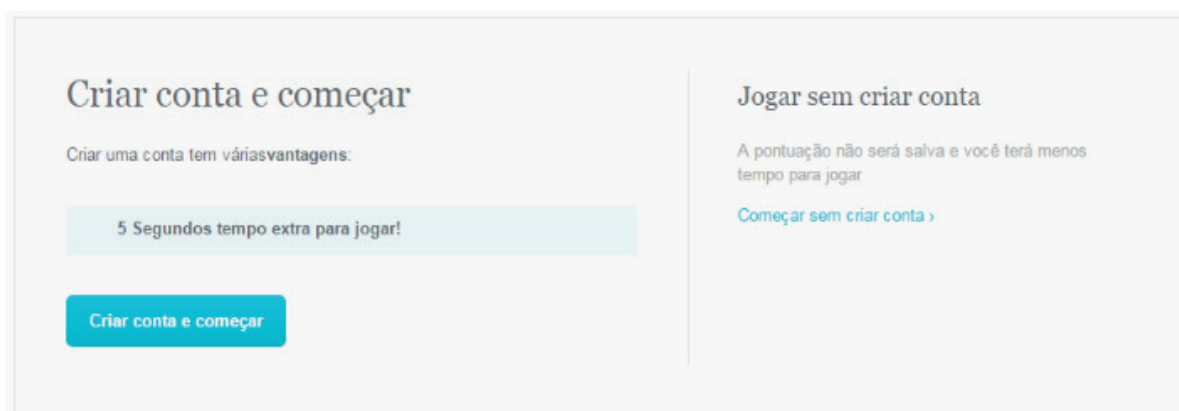 Criar conta e começar
Criar uma conta tem váriasvantagens:
5 Segundos tempo extra para jogar!
Criar conta e começar
Jogar sem criar conta
A pontuação não será salva e você terá menos
tempo para jogar
Começar sem criar conta ›